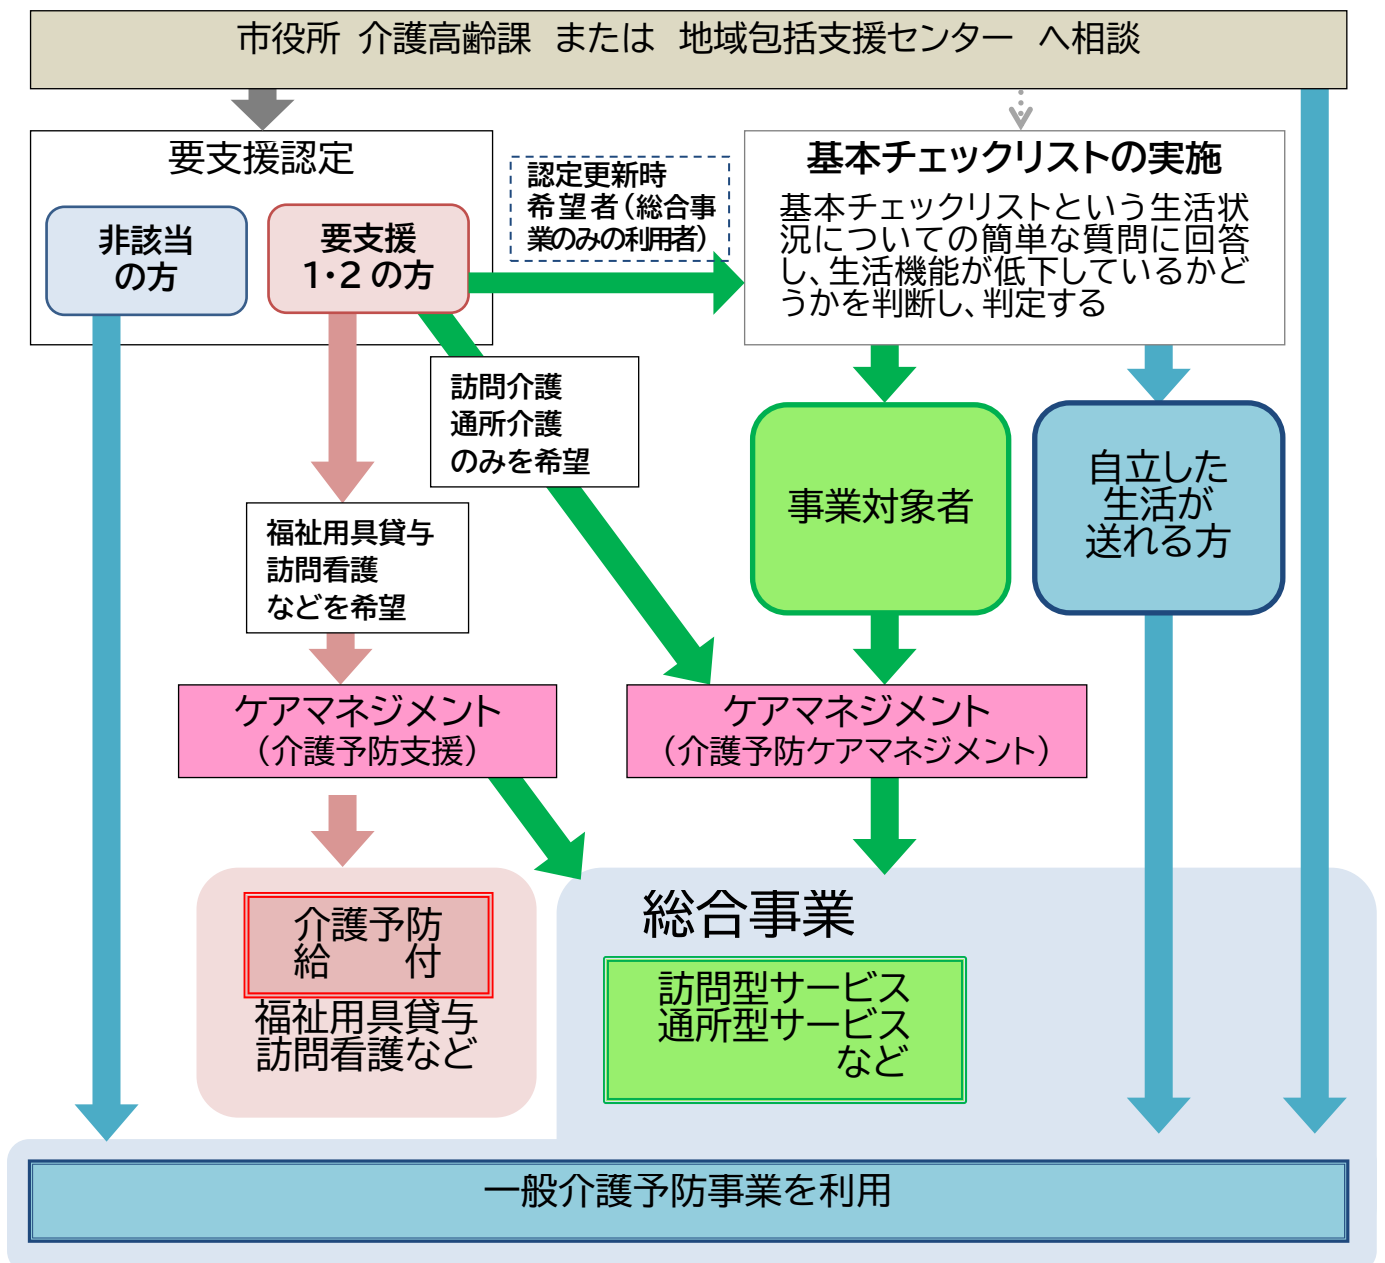 市役所 介護高齢課 または 地域包括支援センター へ相談
要支援認定
非該当
の方
要支援
1・2の方
認定更新時
希望者（総合事
業のみの利用者）
基本チェックリストの実施
基本チェックリストという生活状
況についての簡単な質問に回答
し、生活機能が低下しているかど
うかを判断し、判定する
訪問介護
通所介護
のみを希望
福祉用具貸与
訪問看護
などを希望
事業対象者
自立した
生活が
送れる方
ケアマネジメント
（介護予防支援）
ケアマネジメント
（介護予防ケアマネジメント）
介護予防
給　　付
福祉用具貸与
訪問看護など
総合事業
訪問型サービス
通所型サービス
など
一般介護予防事業を利用